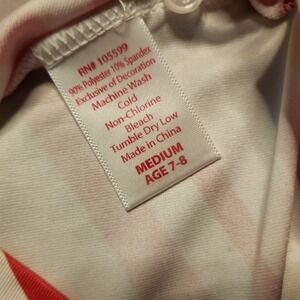 RN# 105599
90% Polyester 10% Spandex
Exclusive of Decoration
Machine Wash
Cold
Non-Chlorine
Bleach
Tumble Dry Low
Made in China
MEDIUM
AGE 7-8